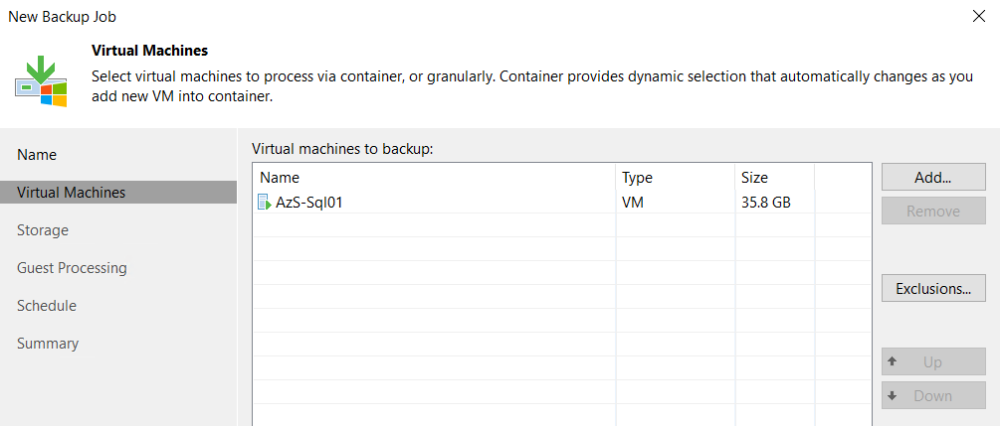 New Backup Job
Virtual Machines
Select virtual machines to process via container, or granularly. Container provides dynamic selection that automatically changes as you
add new VM into container.
Name
Virtual Machines
Storage
Guest Processing
Schedule
Summary
Virtual machines to backup:
Name Type Size
AzS-Sql01 VM 35.8 GB
Add...
Remove
Exclusions...
Up
Down